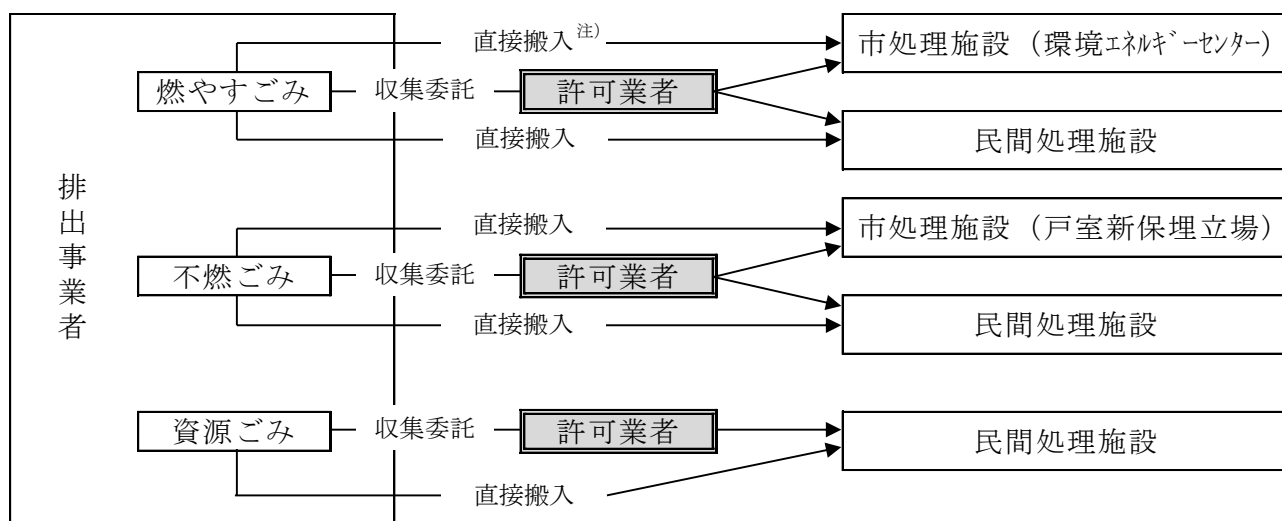 排出事業者
直接搬入注)
市処理施設（環境エネルギーセンター）
燃やすごみ
収集委託
許可業者
直接搬入
民間処理施設
直接搬入
市処理施設（戸室新保埋立場）
不燃ごみ
収集委託
許可業者
直接搬入
民間処理施設
資源ごみ
収集委託
許可業者
民間処理施設
直接搬入